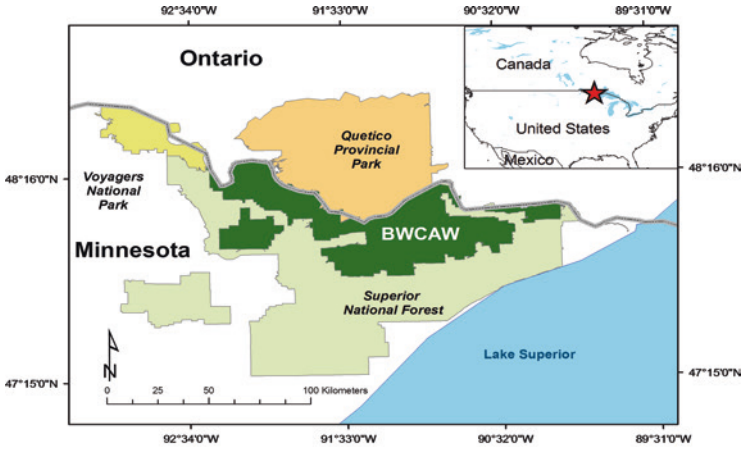 92°34'0"W 91°33'0"W 90°32'0"W 89°31'0"W
Ontario
Canada
United States
Mexico
Quetico
Provincial
Park
48°16'0"N
48°16'0"N
Voyagers
National
Park
BWCAW
Minnesota
Superior
National Forest
Lake Superior
N
0 25 50 100 Kilometers
47°15'0"N
47°15'0"N
92°34'0"W 91°33'0"W 90°32'0"W 89°31'0"W